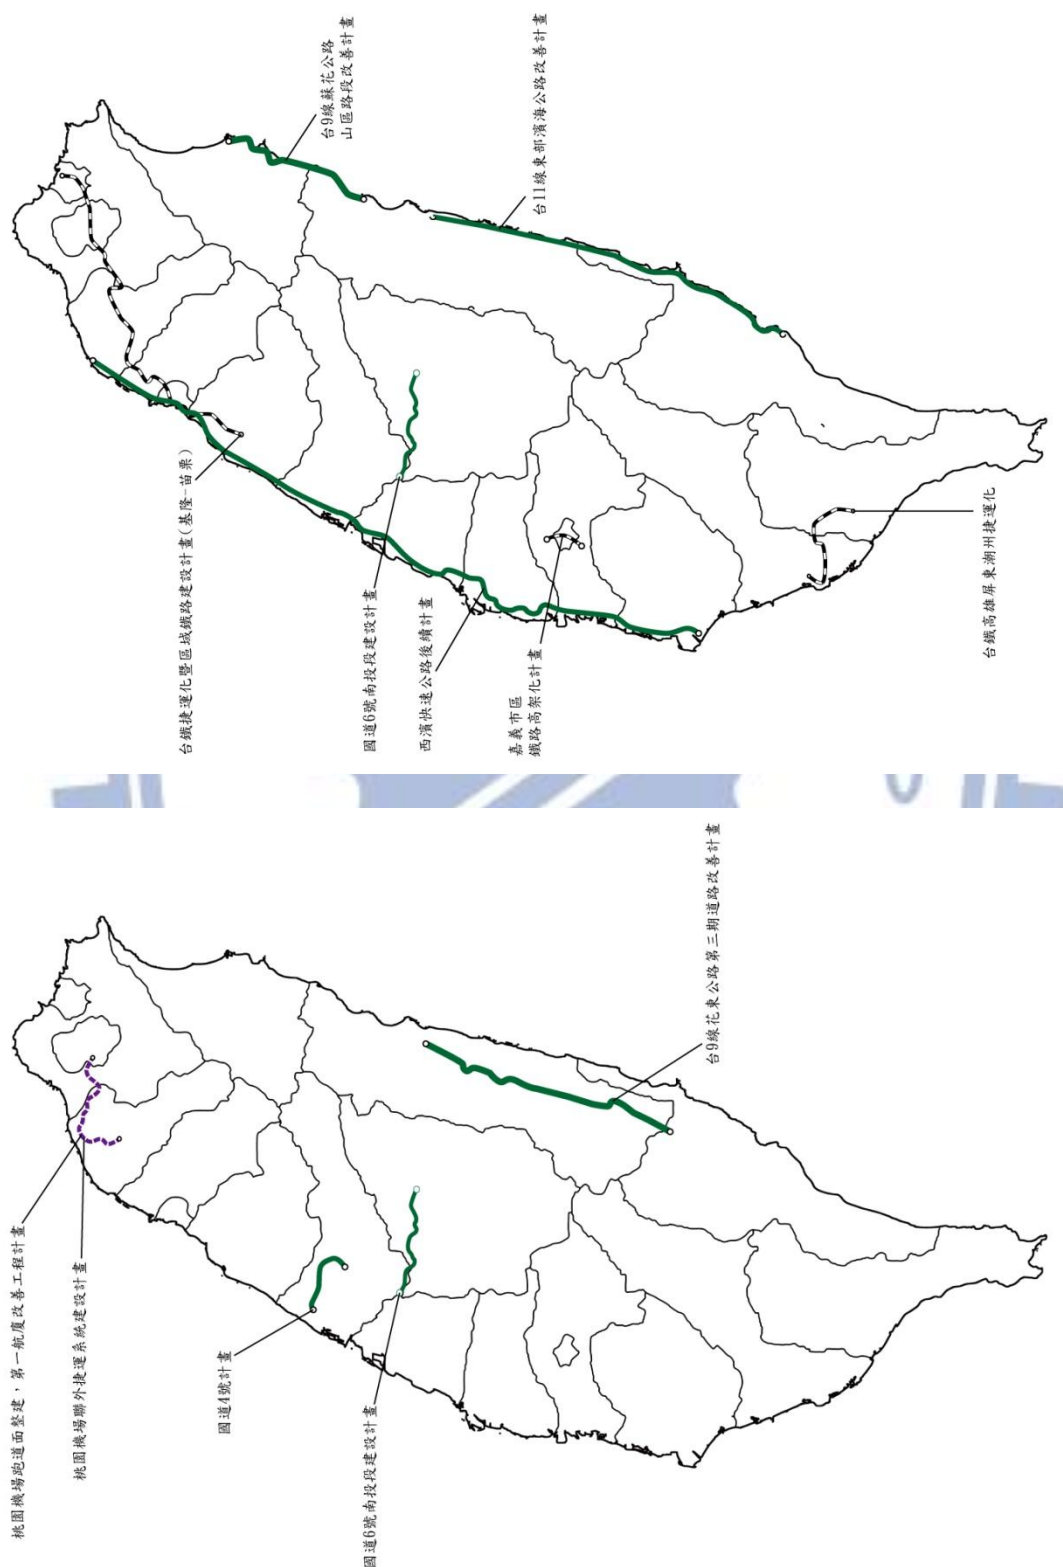 台鐵捷運化暨區域鐵路建設計畫(基隆-苗栗)
國道6號南投段建設計畫
西濱快速公路後續計畫
嘉義市區
鐵路高架化計畫
台9線蘇花公路
山區路段改善計畫
台11線東部濱海公路改善計畫
台鐵高雄屏東潮州捷運化
桃園機場跑道面整建，第一航廈改善工程計畫
桃園機場聯外捷運系統建設計畫
國道4號計畫
國道6號南投段建設計畫
台9線花東公路第三期道路改善計畫